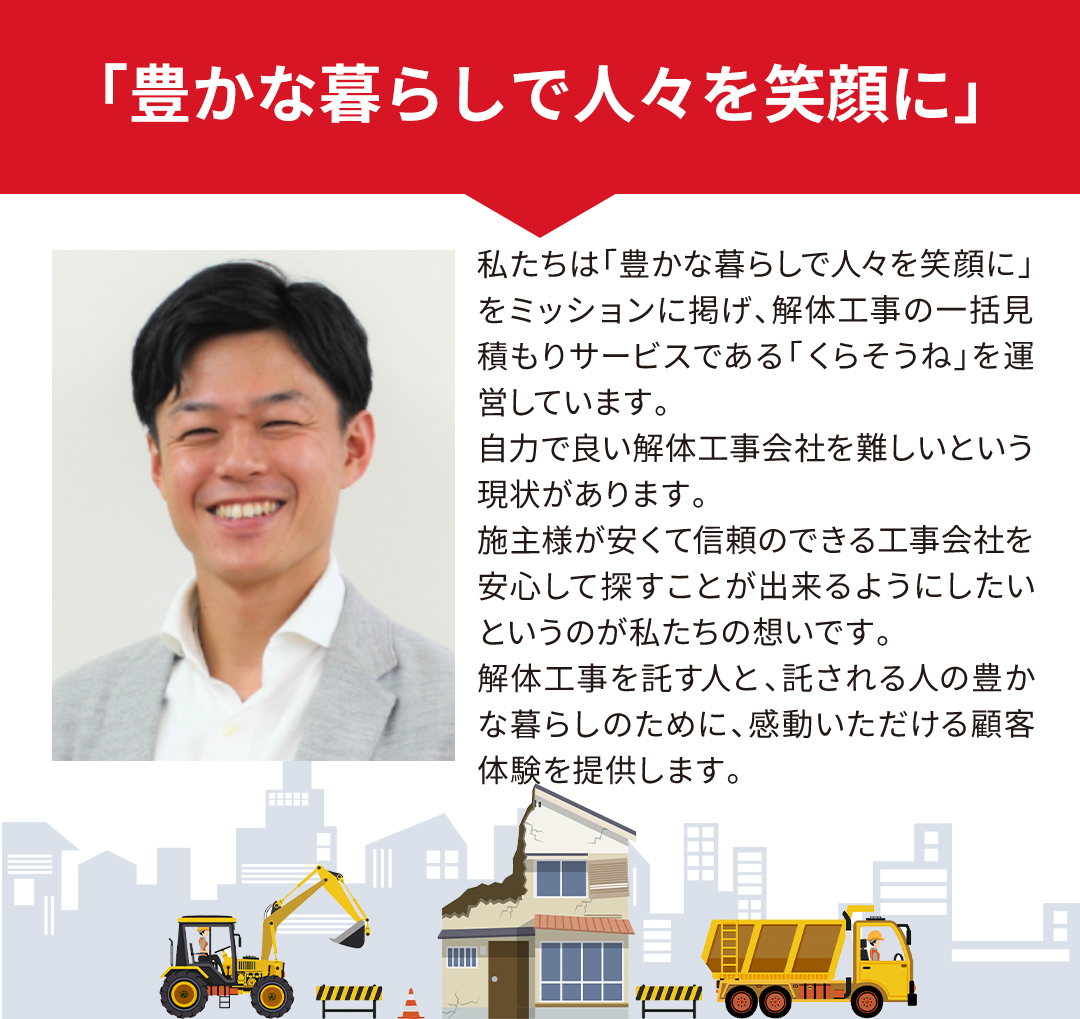 「豊かな暮らしで人々を笑顔に」
私たちは「豊かな暮らしで人々を笑顔に」
をミッションに掲げ、解体工事の一括見
積もりサービスである「くらそうね」を運
営しています。
自力で良い解体工事会社を難しいという
現状があります。
施主様が安くて信頼のできる工事会社を
安心して探すことが出来るようにしたい
というのが私たちの想いです。
解体工事を託す人と、託される人の豊か
な暮らしのために、感動いただける顧客
体験を提供します。